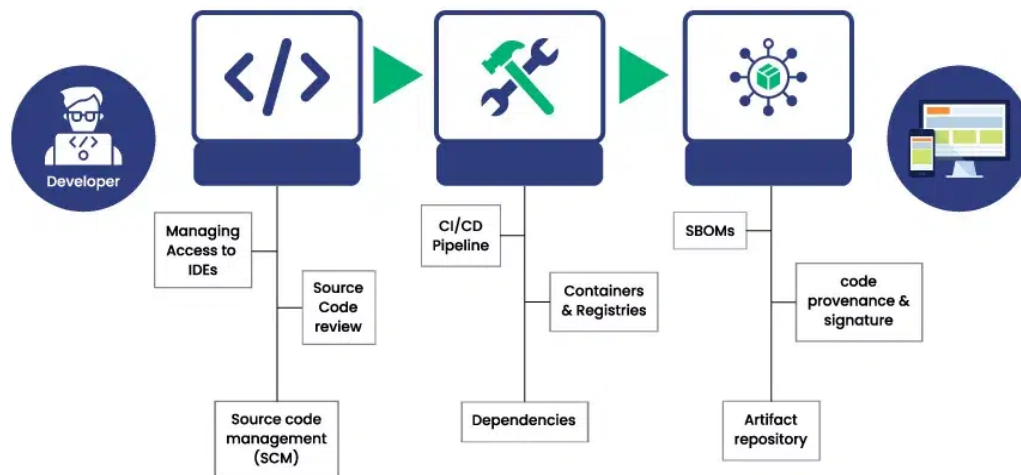 Developer
Managing
Access to
IDEs
Source
Code
review
Source code
management
(SCM)
CI/CD
Pipeline
Containers
& Registries
Dependencies
SBOMs
code
provenance &
signature
Artifact
repository